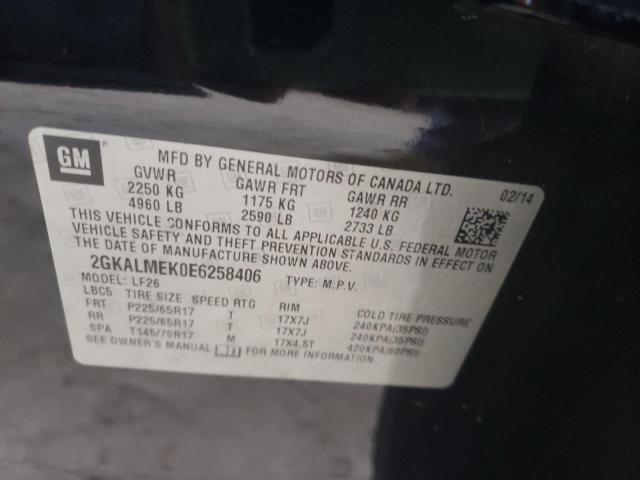 GM
MFD BY GENERAL MOTORS OF CANADA LTD.
02/14
GVWR GAWR FRT GAWR RR
2250 KG 1175 KG 1240 KG
4960 LB 2590 LB 2733 LB
THIS VEHICLE CONFORMS TO ALL APPLICABLE U.S. FEDERAL MOTOR
VEHICLE SAFETY AND THEFT PREVENTION STANDARDS IN EFFECT ON
THE DATE OF MANUFACTURE SHOWN ABOVE.
2GKALMEK0E6258406 TYPE: M.P.V.
MODEL: LF26
LBC5 TIRE SIZE SPEED RTG RIM COLD TIRE PRESSURE
FRT P225/65R17 T 17X7J 240KPA(35PSI)
RR P225/65R17 T 17X7J 240KPA(35PSI)
SPA T145/70R17 M 17X4.5T 420KPA(60PSI)
SEE OWNER'S MANUAL FOR MORE INFORMATION.